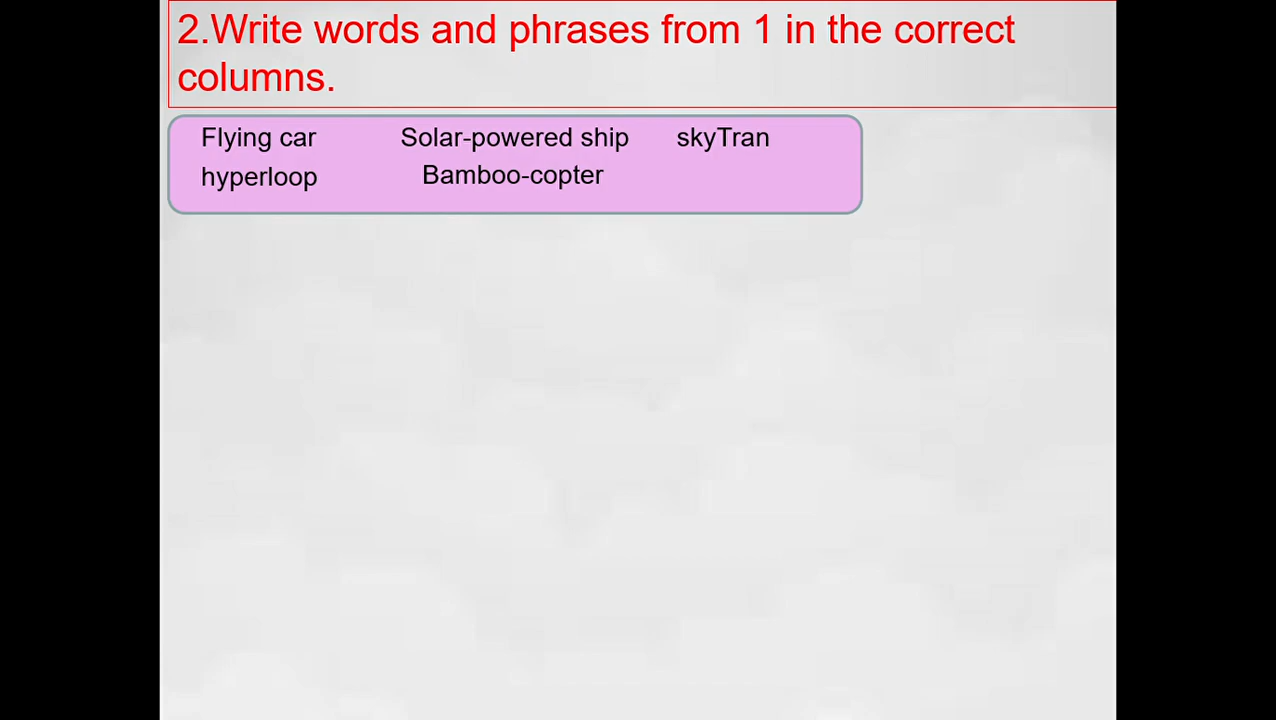 2.Write words and phrases from 1 in the correct
columns.
Flying car Solar-powered ship skyTran
hyperloop Bamboo-copter